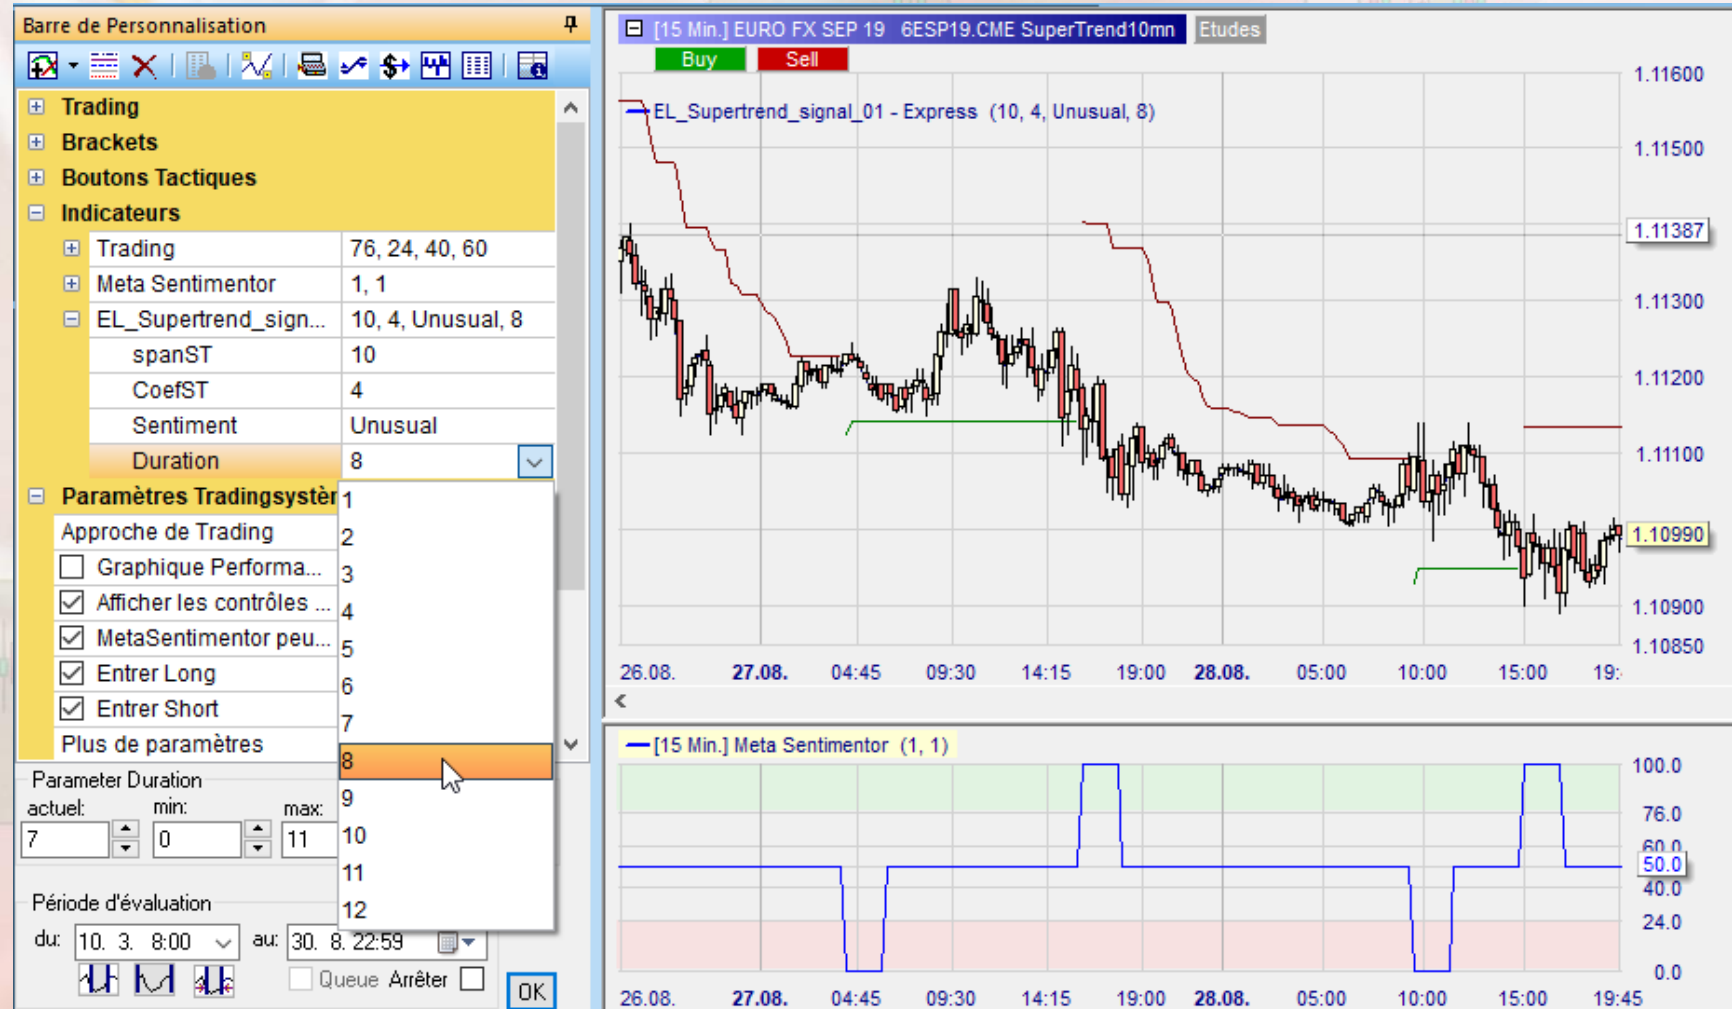 Barre de Personnalisation
Trading
Brackets
Boutons Tactiques
Indicateurs
Trading 76, 24, 40, 60
Meta Sentimentor 1, 1
EL_Supertrend_sign... 10, 4, Unusual, 8
spanST 10
CoefST 4
Sentiment Unusual
Duration 8
Paramètres Tradingsystèm
Approche de Trading
Graphique Performa...
Afficher les contrôles ...
MetaSentimentor peu...
Entrer Long
Entrer Short
Plus de paramètres
1
2
3
4
5
6
7
8
9
10
11
12
Parameter Duration
actuel: min: max:
7 0 11
Période d'évaluation
du: 10. 3. 8:00 au: 30. 8. 22:59
Queue Arrêter
OK
[15 Min.] EURO FX SEP 19 6ESP19.CME SuperTrend10mn Etudes
Buy Sell
EL_Supertrend_signal_01 - Express (10, 4, Unusual, 8)
1.11600
1.11500
1.11387
1.11300
1.11200
1.11100
1.10990
1.10900
1.10850
26.08. 27.08. 04:45 09:30 14:15 19:00 28.08. 05:00 10:00 15:00 19:
[15 Min.] Meta Sentimentor (1, 1)
100.0
76.0
60.0
50.0
40.0
24.0
0.0
26.08. 27.08. 04:45 09:30 14:15 19:00 28.08. 05:00 10:00 15:00 19:45